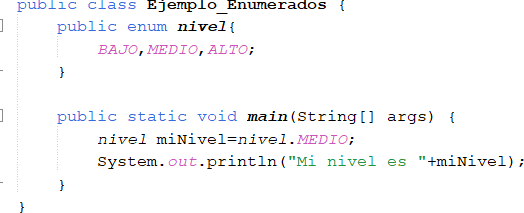 public class Ejemplo_Enumerados {
    public enum nivel{
        BAJO,MEDIO,ALTO;
    }
    public static void main(String[] args) {
        nivel miNivel=nivel.MEDIO;
        System.out.println("Mi nivel es "+miNivel);
    }
}